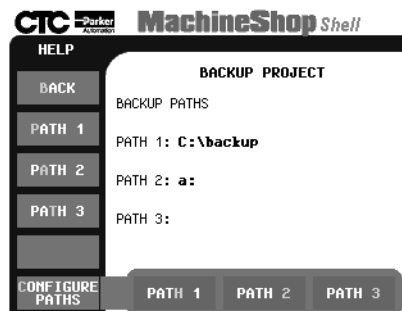 CTC Parker Automation MachineShop Shell
HELP
BACKUP PROJECT
BACK
BACKUP PATHS
PATH 1
PATH 1: C:\backup
PATH 2
PATH 2: a:
PATH 3
PATH 3:
CONFIGURE
PATHS
PATH 1 PATH 2 PATH 3